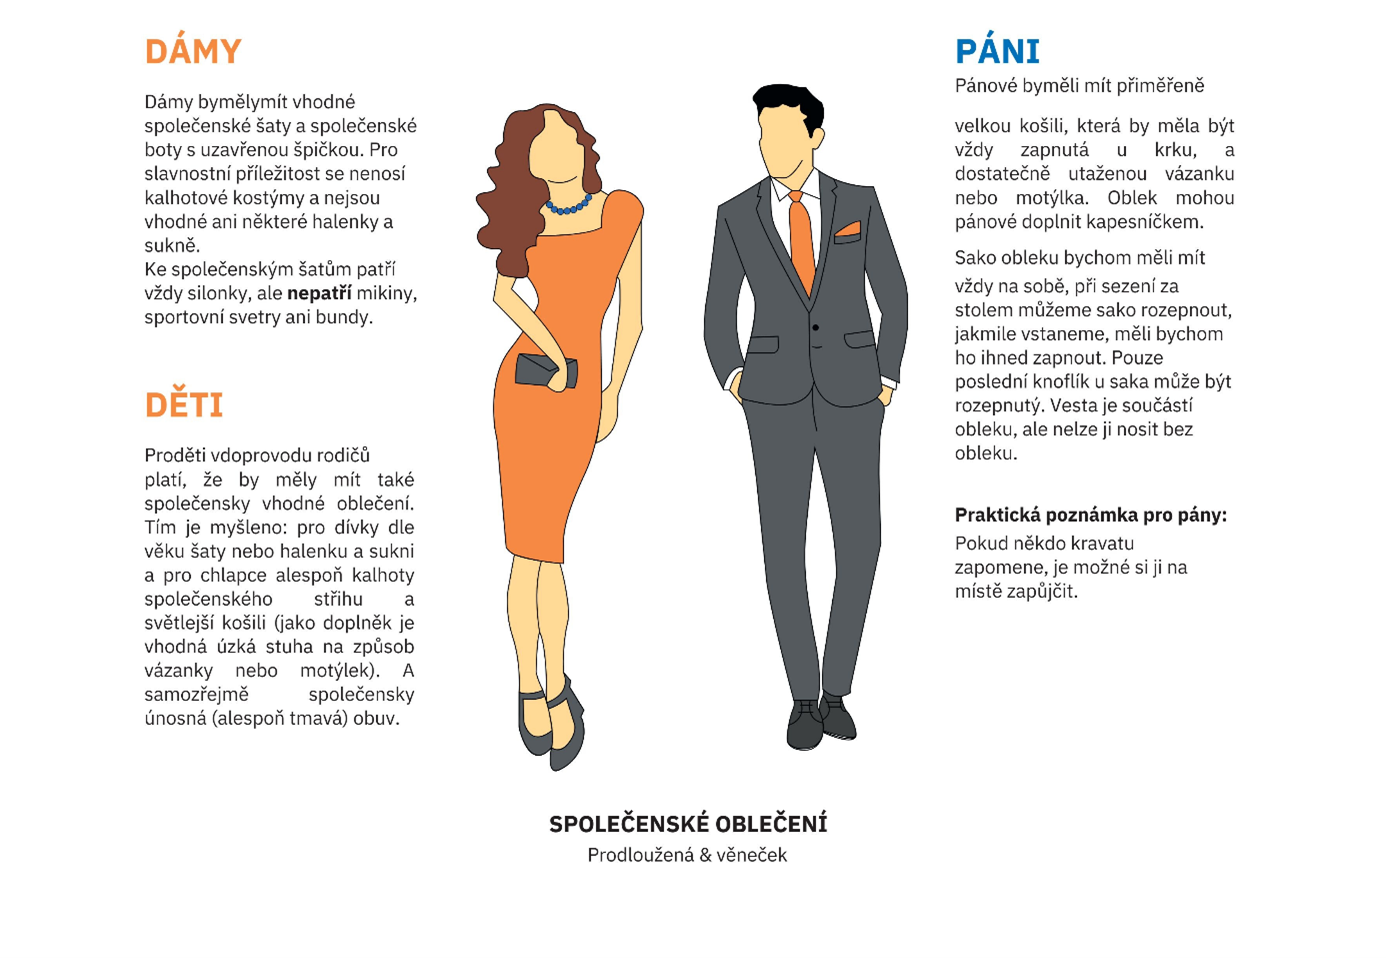 DÁMY
Dámy bymělymít vhodné
společenské šaty a společenské
boty s uzavřenou špičkou. Pro
slavnostní příležitost se nenosí
kalhotové kostýmy a nejsou
vhodné ani některé halenky a
sukně.
Ke společenským šatům patří
vždy silonky, ale nepatří mikiny,
sportovní svetry ani bundy.
DĚTI
Proděti vdoprovodu rodičů
platí, že by měly mít také
společensky vhodné oblečení.
Tím je myšleno: pro dívky dle
věku šaty nebo halenku a sukni
a pro chlapce alespoň kalhoty
společenského střihu a
světlejší košili (jako doplněk je
vhodná úzká stuha na způsob
vázanky nebo motýlek). A
samozřejmě společensky
únosná (alespoň tmavá) obuv.
PÁNI
Pánové byměli mít přiměřeně
velkou košili, která by měla být
vždy zapnutá u krku, a
dostatečně utaženou vázanku
nebo motýlka. Oblek mohou
pánové doplnit kapesníčkem.
Sako obleku bychom měli mít
vždy na sobě, při sezení za
stolem můžeme sako rozepnout,
jakmile vstaneme, měli bychom
ho ihned zapnout. Pouze
poslední knoflík u saka může být
rozepnutý. Vesta je součástí
obleku, ale nelze ji nosit bez
obleku.
Praktická poznámka pro pány:
Pokud někdo kravatu
zapomene, je možné si ji na
místě zapůjčit.
SPOLEČENSKÉ OBLEČENÍ
Prodloužená & věneček